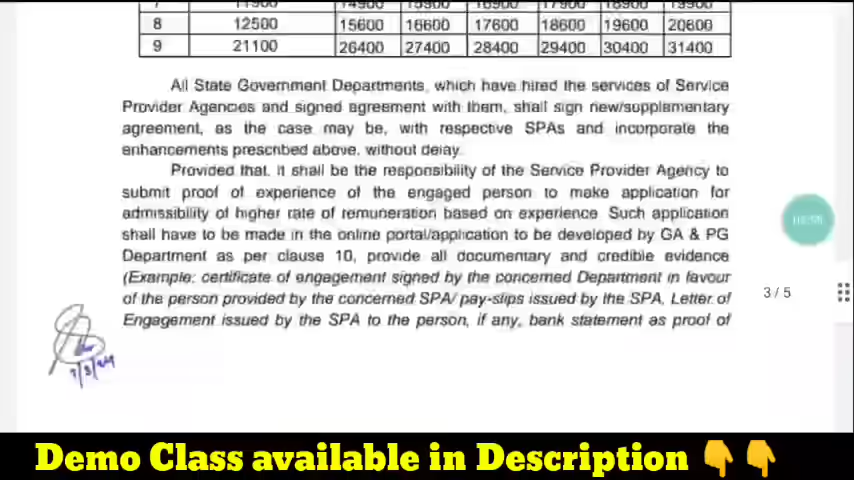 8 12500 15600 16600 17600 18600 19600 20600
9 21100 26400 27400 28400 29400 30400 31400
All State Government Departments, which have hired the services of Service
Provider Agencies and signed agreement with them, shall sign new/supplementary
agreement, as the case may be, with respective SPAs and incorporate the
enhancements prescribed above, without delay.
Provided that, it shall be the responsibility of the Service Provider Agency to
submit proof of experience of the engaged person to make application for
admissibility of higher rate of remuneration based on experience. Such application
shall have to be made in the online portal/application to be developed by GA & PG
Department as per clause 10, provide all documentary and credible evidence
(Example: certificate of engagement signed by the concerned Department in favour
of the person provided by the concerned SPA/ pay-slips issued by the SPA, Letter of
3 / 5
Engagement issued by the SPA to the person, if any, bank statement as proof of
Demo Class available in Description 👇👇